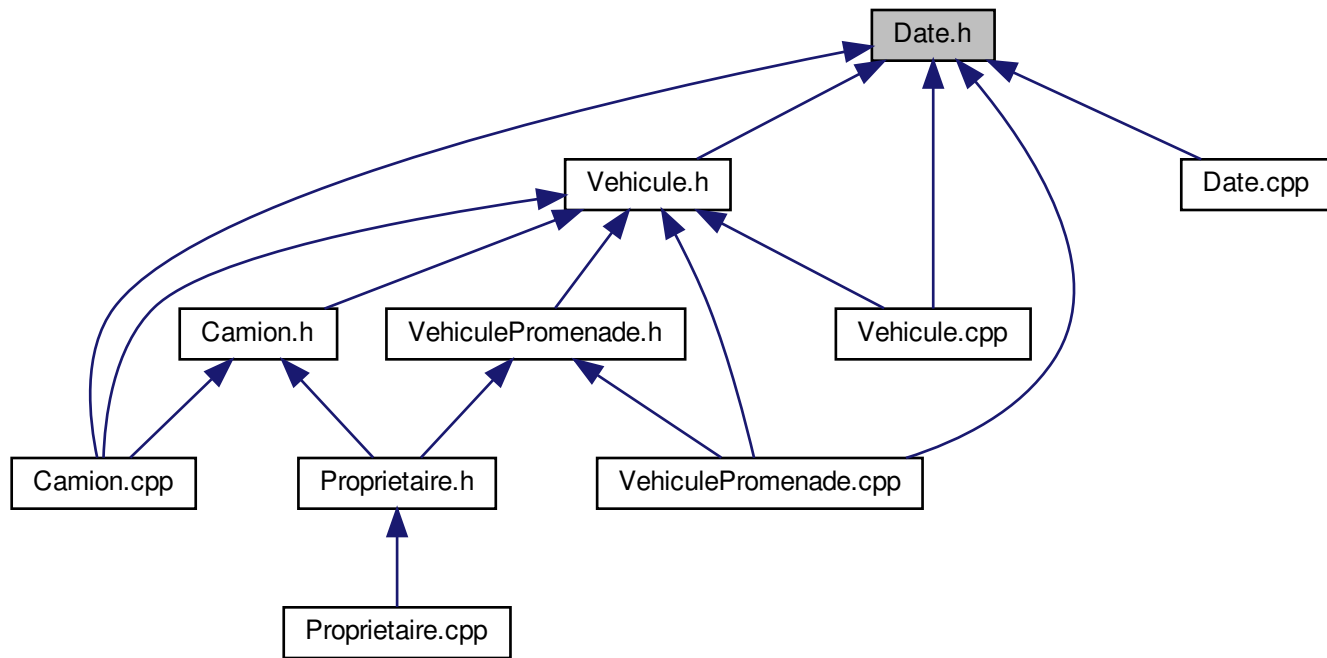 Date.h
Vehicule.h
Date.cpp
Camion.h
VehiculePromenade.h
Vehicule.cpp
Camion.cpp
Proprietaire.h
VehiculePromenade.cpp
Proprietaire.cpp